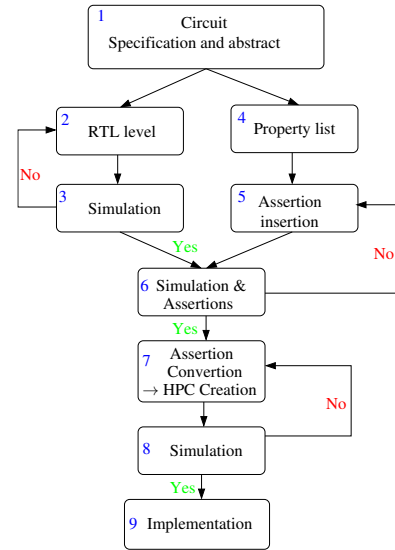 1
Circuit
Specification and abstract
2
RTL level
4
Property list
No
3
Simulation
5
Assertion
insertion
Yes
No
6
Simulation &
Assertions
Yes
7
Assertion
Convertion
→ HPC Creation
No
8
Simulation
Yes
9
Implementation